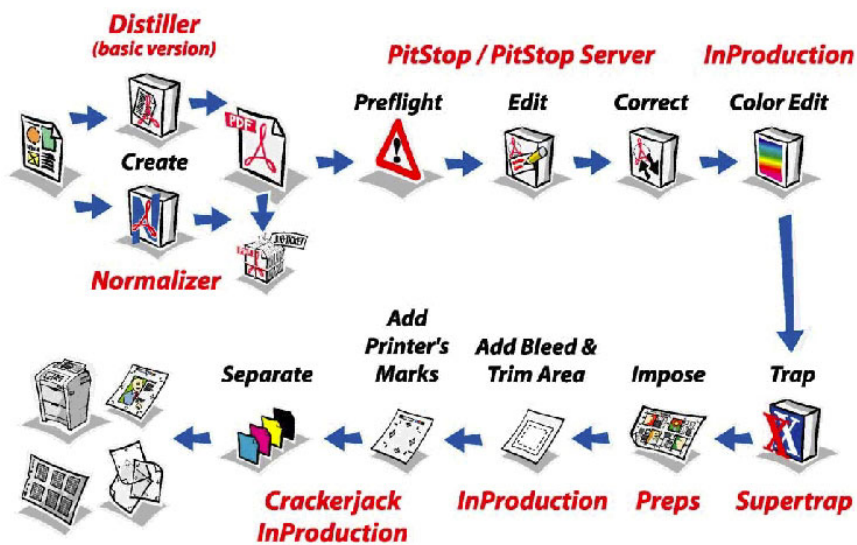 Distiller
(basic version)
PitStop / PitStop Server
InProduction
Preflight
Edit
Correct
Color Edit
PDF
Create
Normalizer
Add
Printer's
Marks
Add Bleed &
Trim Area
Separate
Impose
Trap
Crackerjack
InProduction
InProduction
Preps
Supertrap